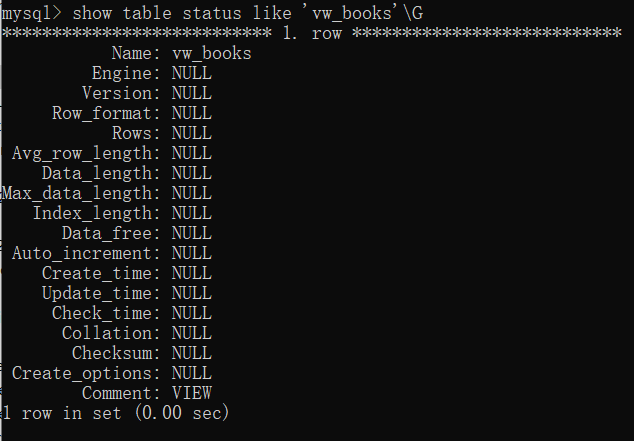 mysql> show table status like 'vw_books'\G
*************************** 1. row ***************************
Name: vw_books
Engine: NULL
Version: NULL
Row_format: NULL
Rows: NULL
Avg_row_length: NULL
Data_length: NULL
Max_data_length: NULL
Index_length: NULL
Data_free: NULL
Auto_increment: NULL
Create_time: NULL
Update_time: NULL
Check_time: NULL
Collation: NULL
Checksum: NULL
Create_options: NULL
Comment: VIEW
1 row in set (0.00 sec)